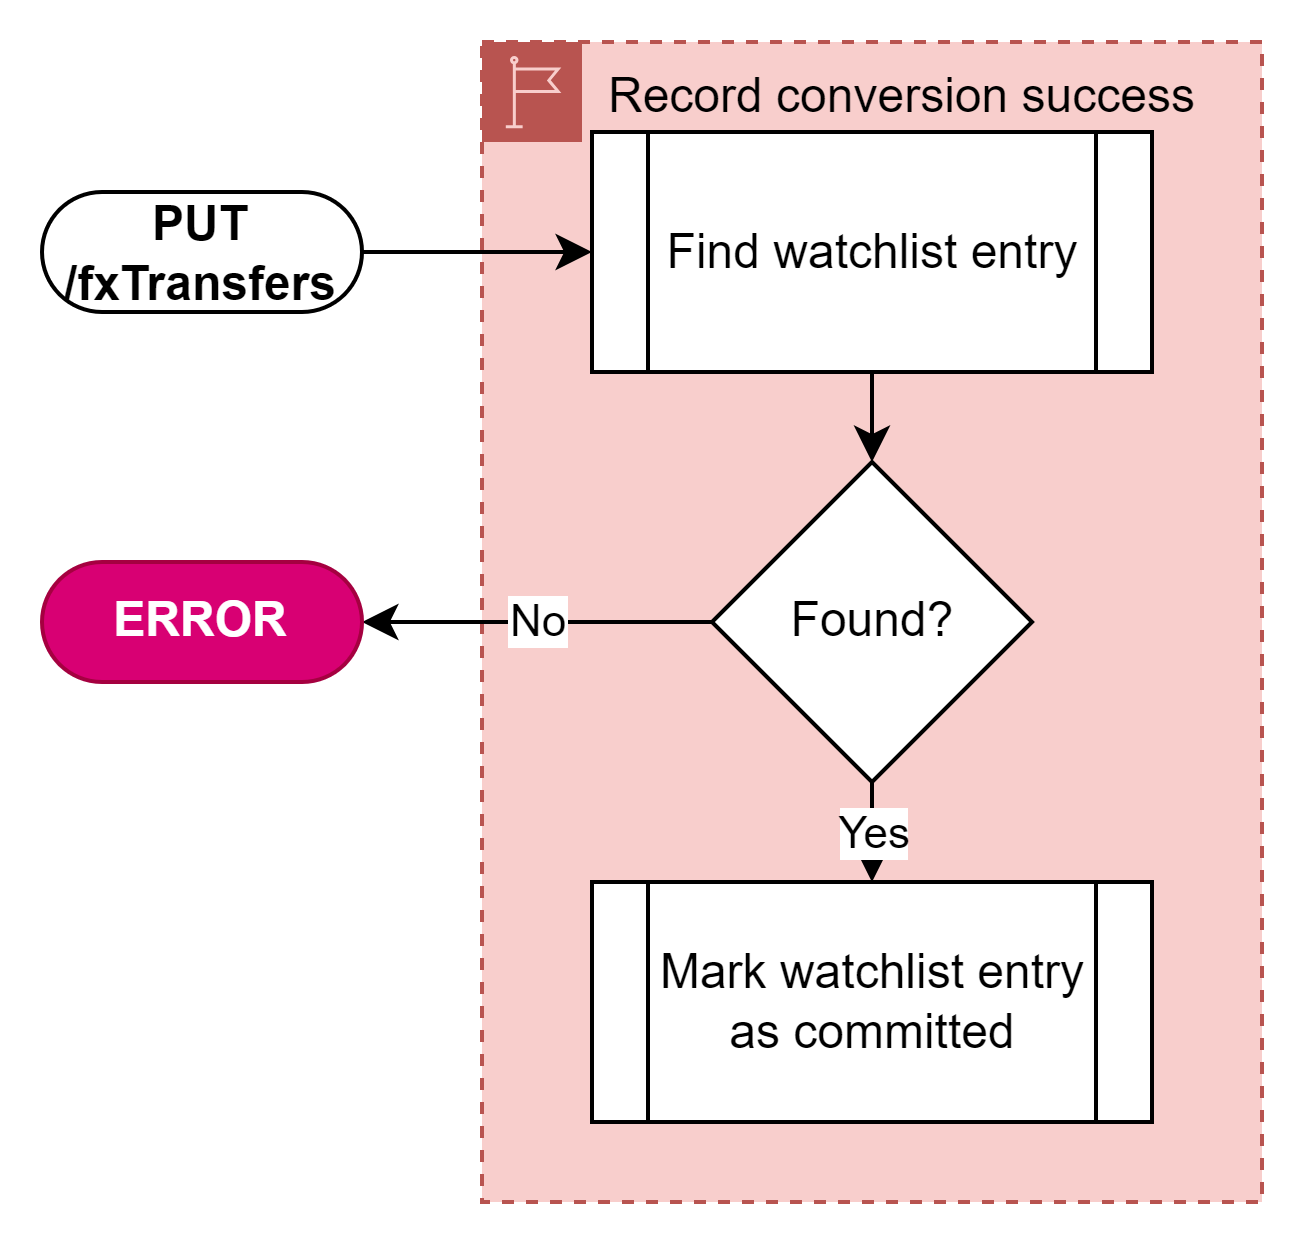 Record conversion success
PUT
/fxTransfers
Find watchlist entry
Found?
No
ERROR
Yes
Mark watchlist entry
as committed